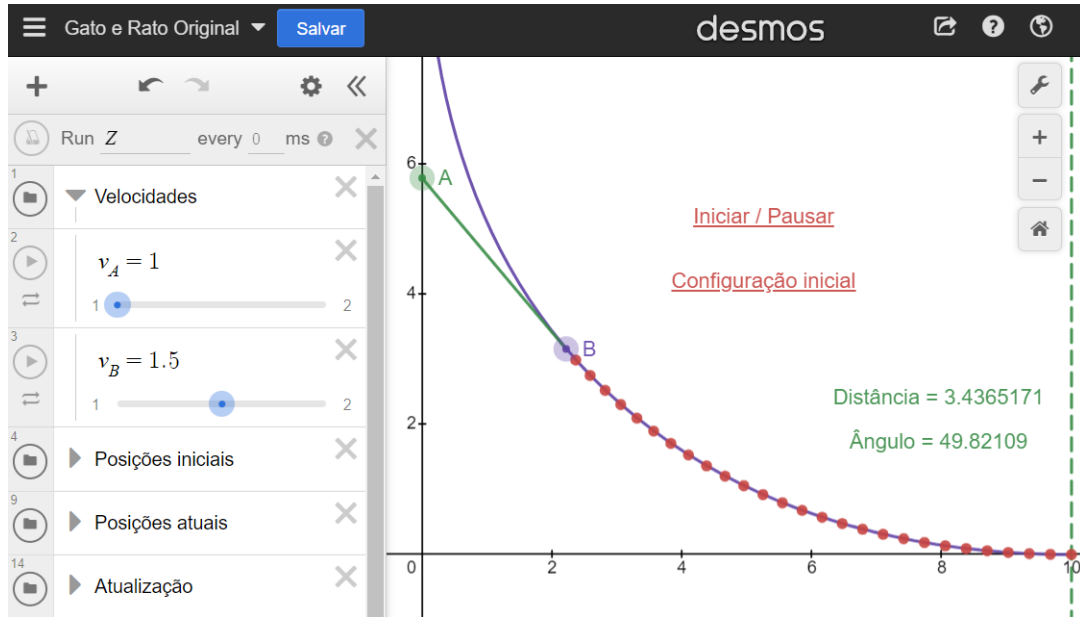 Gato e Rato Original Salvar desmos
Run Z every 0 ms
1 Velocidades
2 v_A = 1
1 2
3 v_B = 1.5
1 2
4 Posições iniciais
9 Posições atuais
14 Atualização
6
A
4
B
2
0 2 4 6 8 10
Iniciar / Pausar
Configuração inicial
Distância = 3.4365171
Ângulo = 49.82109